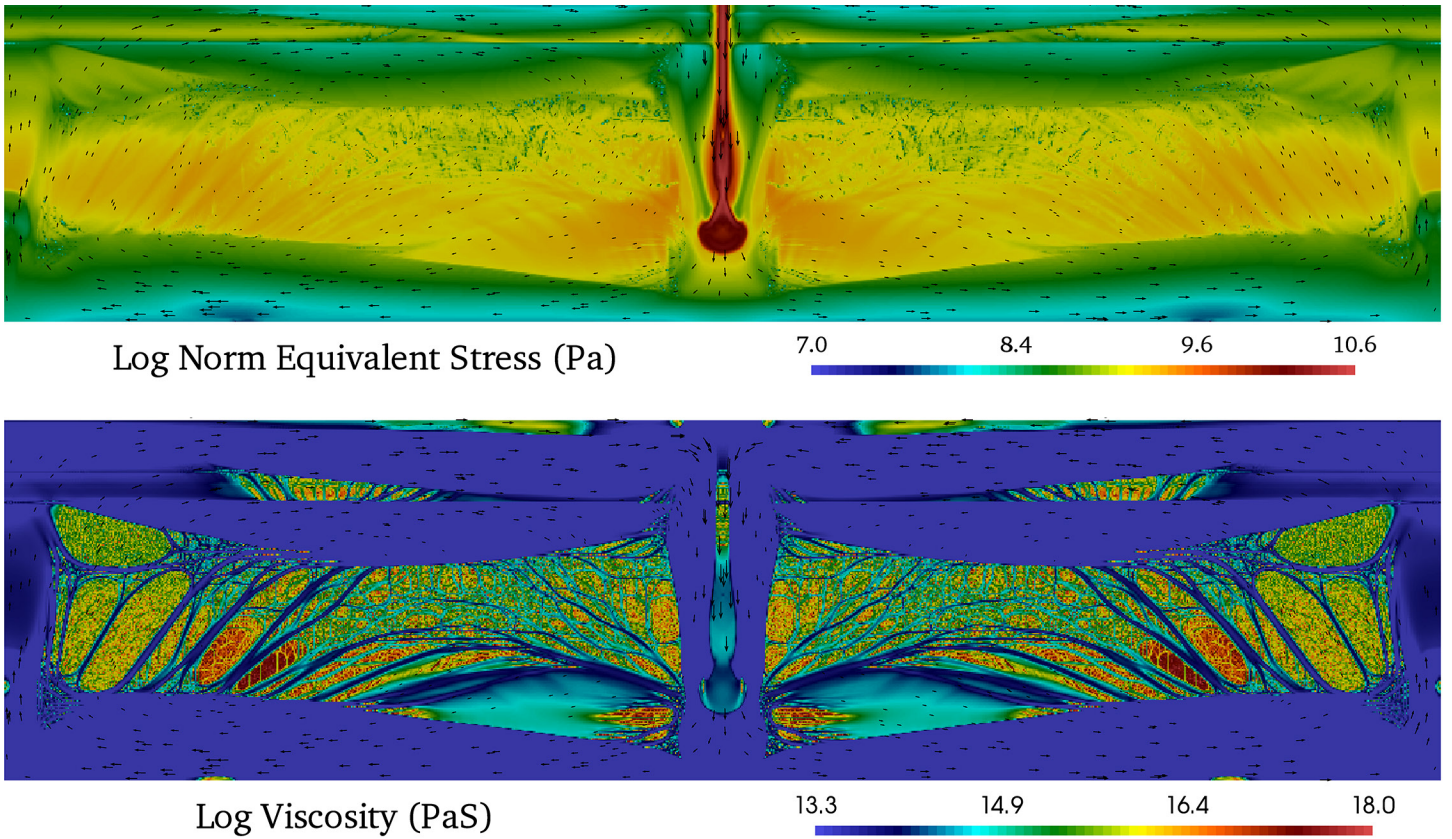 Log Norm Equivalent Stress (Pa)
7.0 8.4 9.6 10.6
Log Viscosity (PaS)
13.3 14.9 16.4 18.0